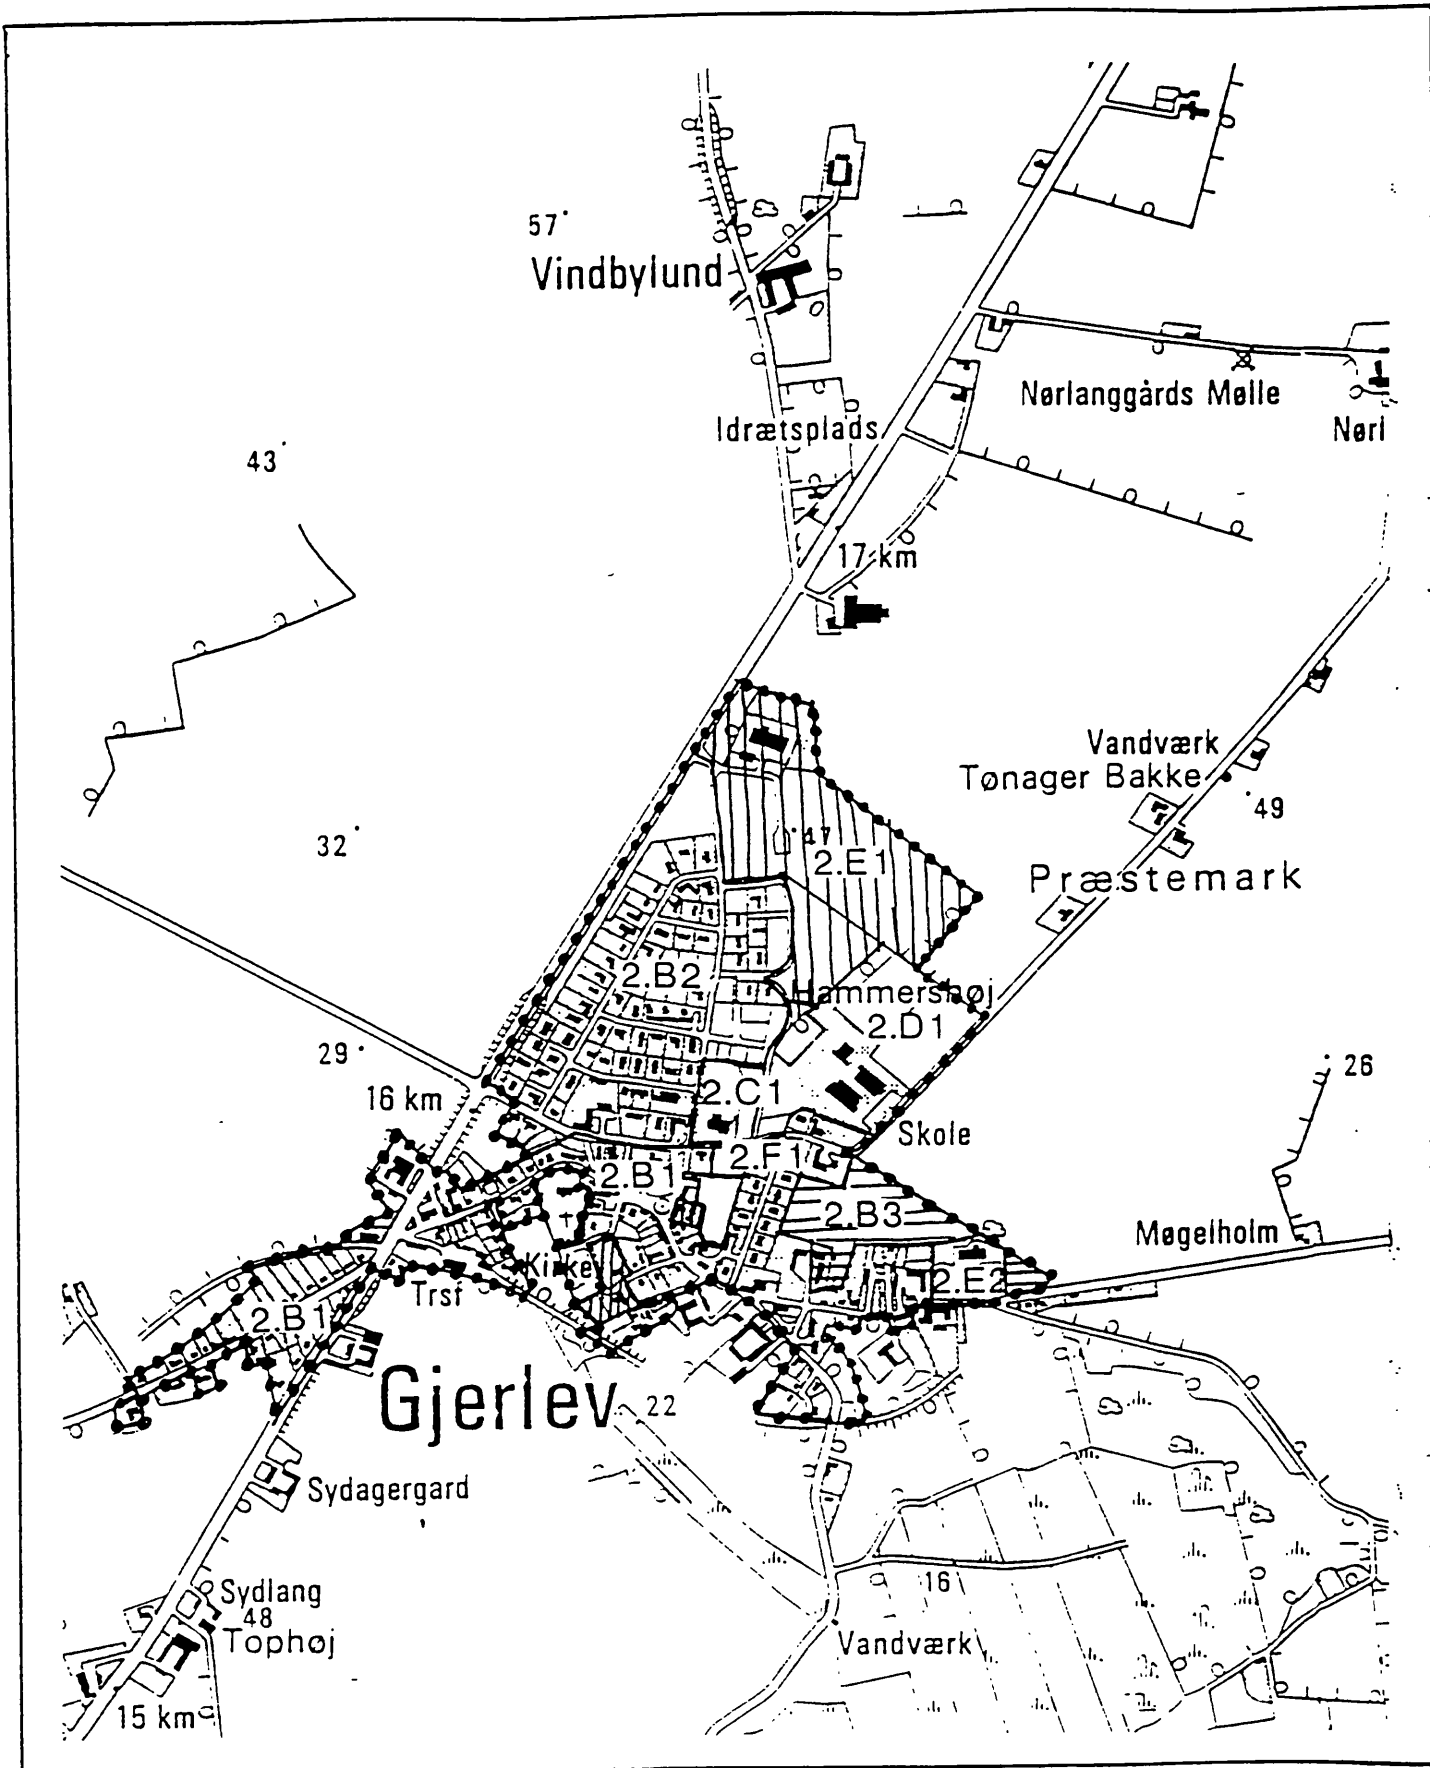 57
Vindbylund
Nørlanggårds Mølle
Idrætsplads
Nørl
43
17 km
Vandværk
Tønager Bakke
49
32
47
2.E1
Præstemark
2.B2
Hammershøj
2.D1
29
26
16 km
2.C1
Skole
2.F1
2.B1
2.B3
Møgelholm
Kirke
2.E2
Trsf
2.B1
Gjerlev
22
Sydagergard
16
Sydlang
48
Tophøj
Vandværk
15 km